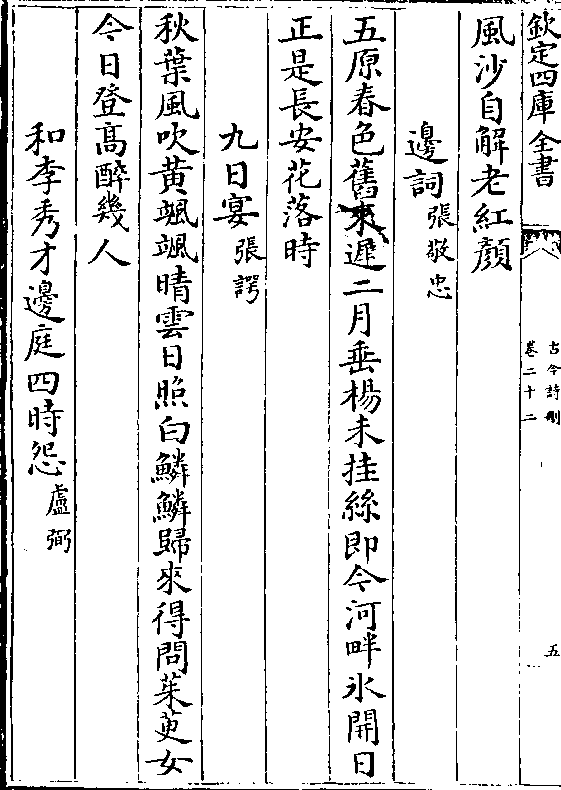 欽定四庫全書
古今詩刪
卷二十二
五
風沙自解老紅顏
邊詞張敬忠
五原春色舊來遲二月垂楊未挂絲即今河畔氷開日
正是長安花落時
九日宴張諤
秋葉風吹黄颯颯晴雲日照白鱗鱗歸來得問茱萸女
今日登高醉幾人
和李秀才邊庭四時怨盧弼